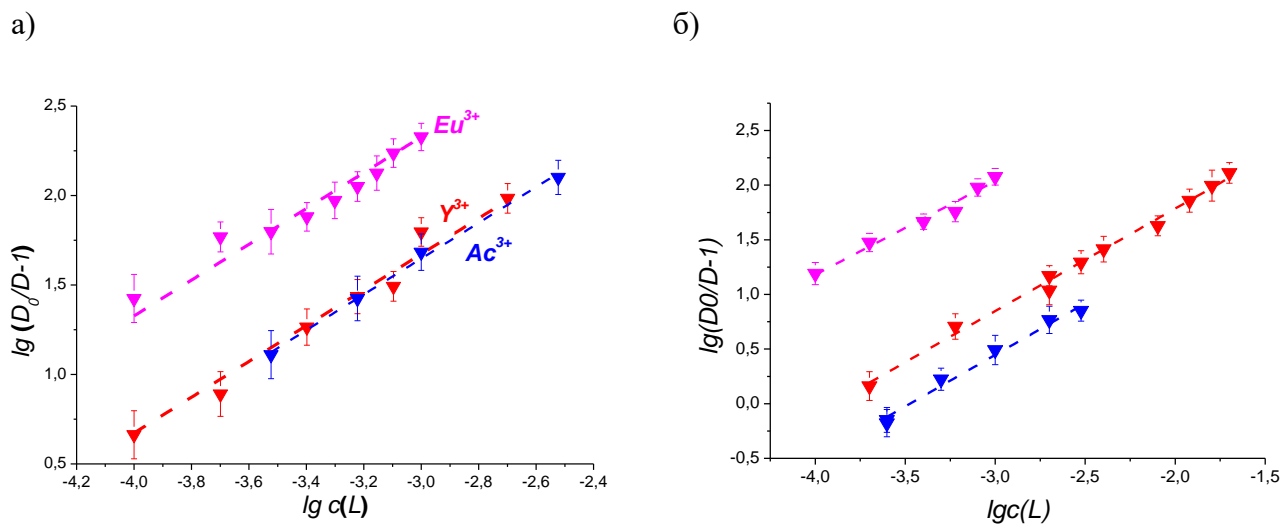 а)
б)
lg (D₀/D-1)
2,5
2,0
1,5
1,0
0,5
Eu³⁺
Y³⁺
Ac³⁺
-4,2 -4,0 -3,8 -3,6 -3,4 -3,2 -3,0 -2,8 -2,6 -2,4
lg c(L)
lg(D0/D-1)
2,5
2,0
1,5
1,0
0,5
0,0
-0,5
-4,0 -3,5 -3,0 -2,5 -2,0 -1,5
lgc(L)